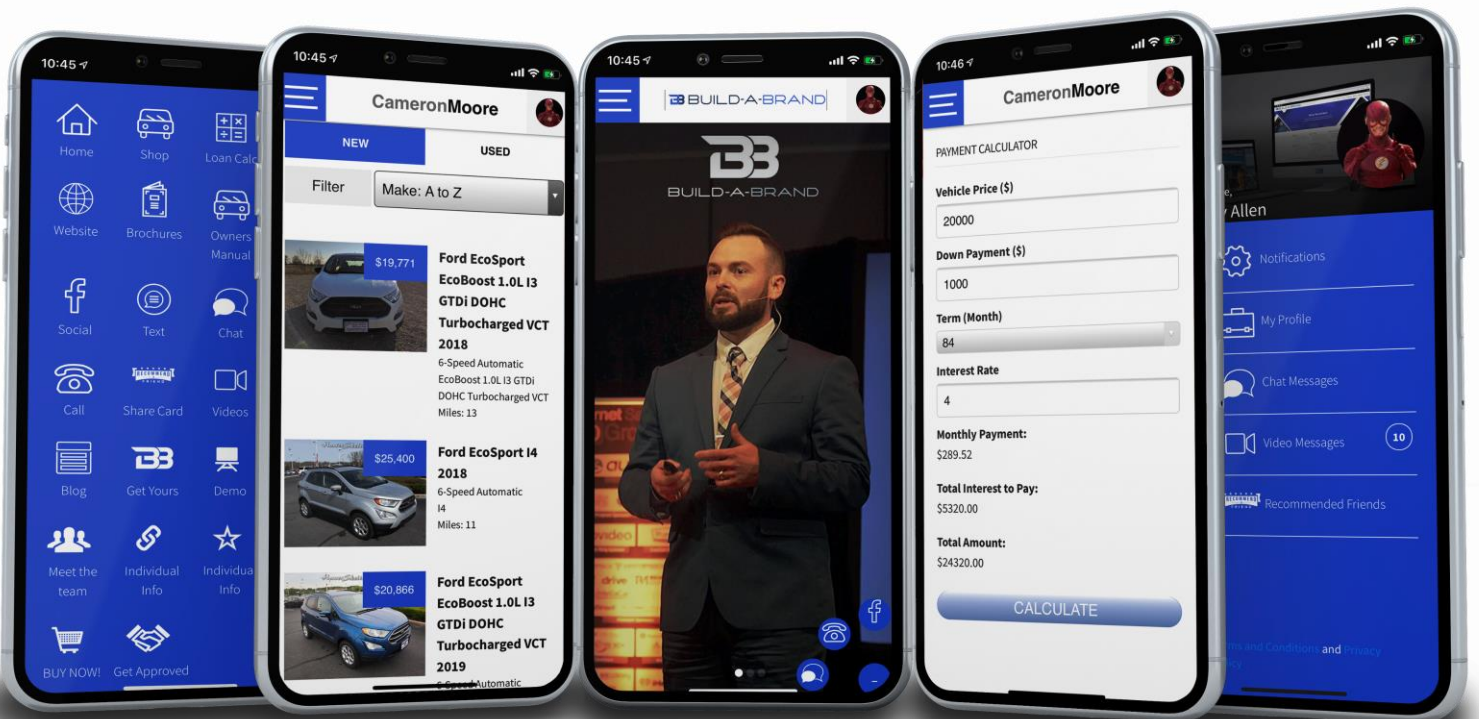 10:45
Home
Shop
Loan Calc
Website
Brochures
Owners
Manual
Social
Text
Chat
Call
Share Card
Videos
Blog
Get Yours
Demo
Meet the
team
Individual
Info
Individua
Info
BUY NOW!
Get Approved
10:45
CameronMoore
NEW
USED
Filter
Make: A to Z
$19,771
Ford EcoSport
EcoBoost 1.0L I3
GTDi DOHC
Turbocharged VCT
2018
6-Speed Automatic
EcoBoost 1.0L I3 GTDi
DOHC Turbocharged VCT
Miles: 13
$25,400
Ford EcoSport I4
2018
6-Speed Automatic
I4
Miles: 11
$20,866
Ford EcoSport
EcoBoost 1.0L I3
GTDi DOHC
Turbocharged VCT
2019
6-Speed Automatic
10:45
BUILD-A-BRAND
BUILD-A-BRAND
10:46
CameronMoore
PAYMENT CALCULATOR
Vehicle Price ($)
20000
Down Payment ($)
1000
Term (Month)
84
Interest Rate
4
Monthly Payment:
$289.52
Total Interest to Pay:
$5320.00
Total Amount:
$24320.00
CALCULATE
Allen
Notifications
My Profile
Chat Messages
Video Messages
10
Recommended Friends
and Conditions and Privacy